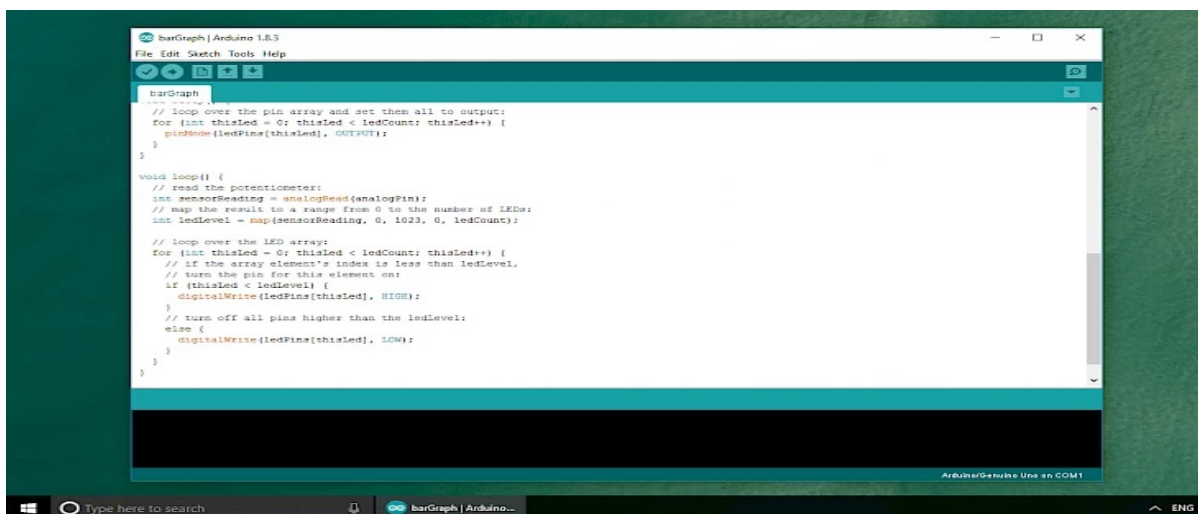 barGraph | Arduino 1.8.3
File Edit Sketch Tools Help
barGraph
// loop over the pin array and set them all to output:
for (int thisLed = 0; thisLed < ledCount; thisLed++) {
pinMode(ledPins[thisLed], OUTPUT);
}
}
void loop() {
// read the potentiometer:
int sensorReading = analogRead(analogPin);
// map the result to a range from 0 to the number of LEDs:
int ledLevel = map(sensorReading, 0, 1023, 0, ledCount);
// loop over the LED array:
for (int thisLed = 0; thisLed < ledCount; thisLed++) {
// if the array element's index is less than ledLevel,
// turn the pin for this element on:
if (thisLed < ledLevel) {
digitalWrite(ledPins[thisLed], HIGH);
}
// turn off all pins higher than the ledLevel:
else {
digitalWrite(ledPins[thisLed], LOW);
}
}
}
Arduino/Genuino Uno on COM1
Type here to search
barGraph | Arduino...
ENG